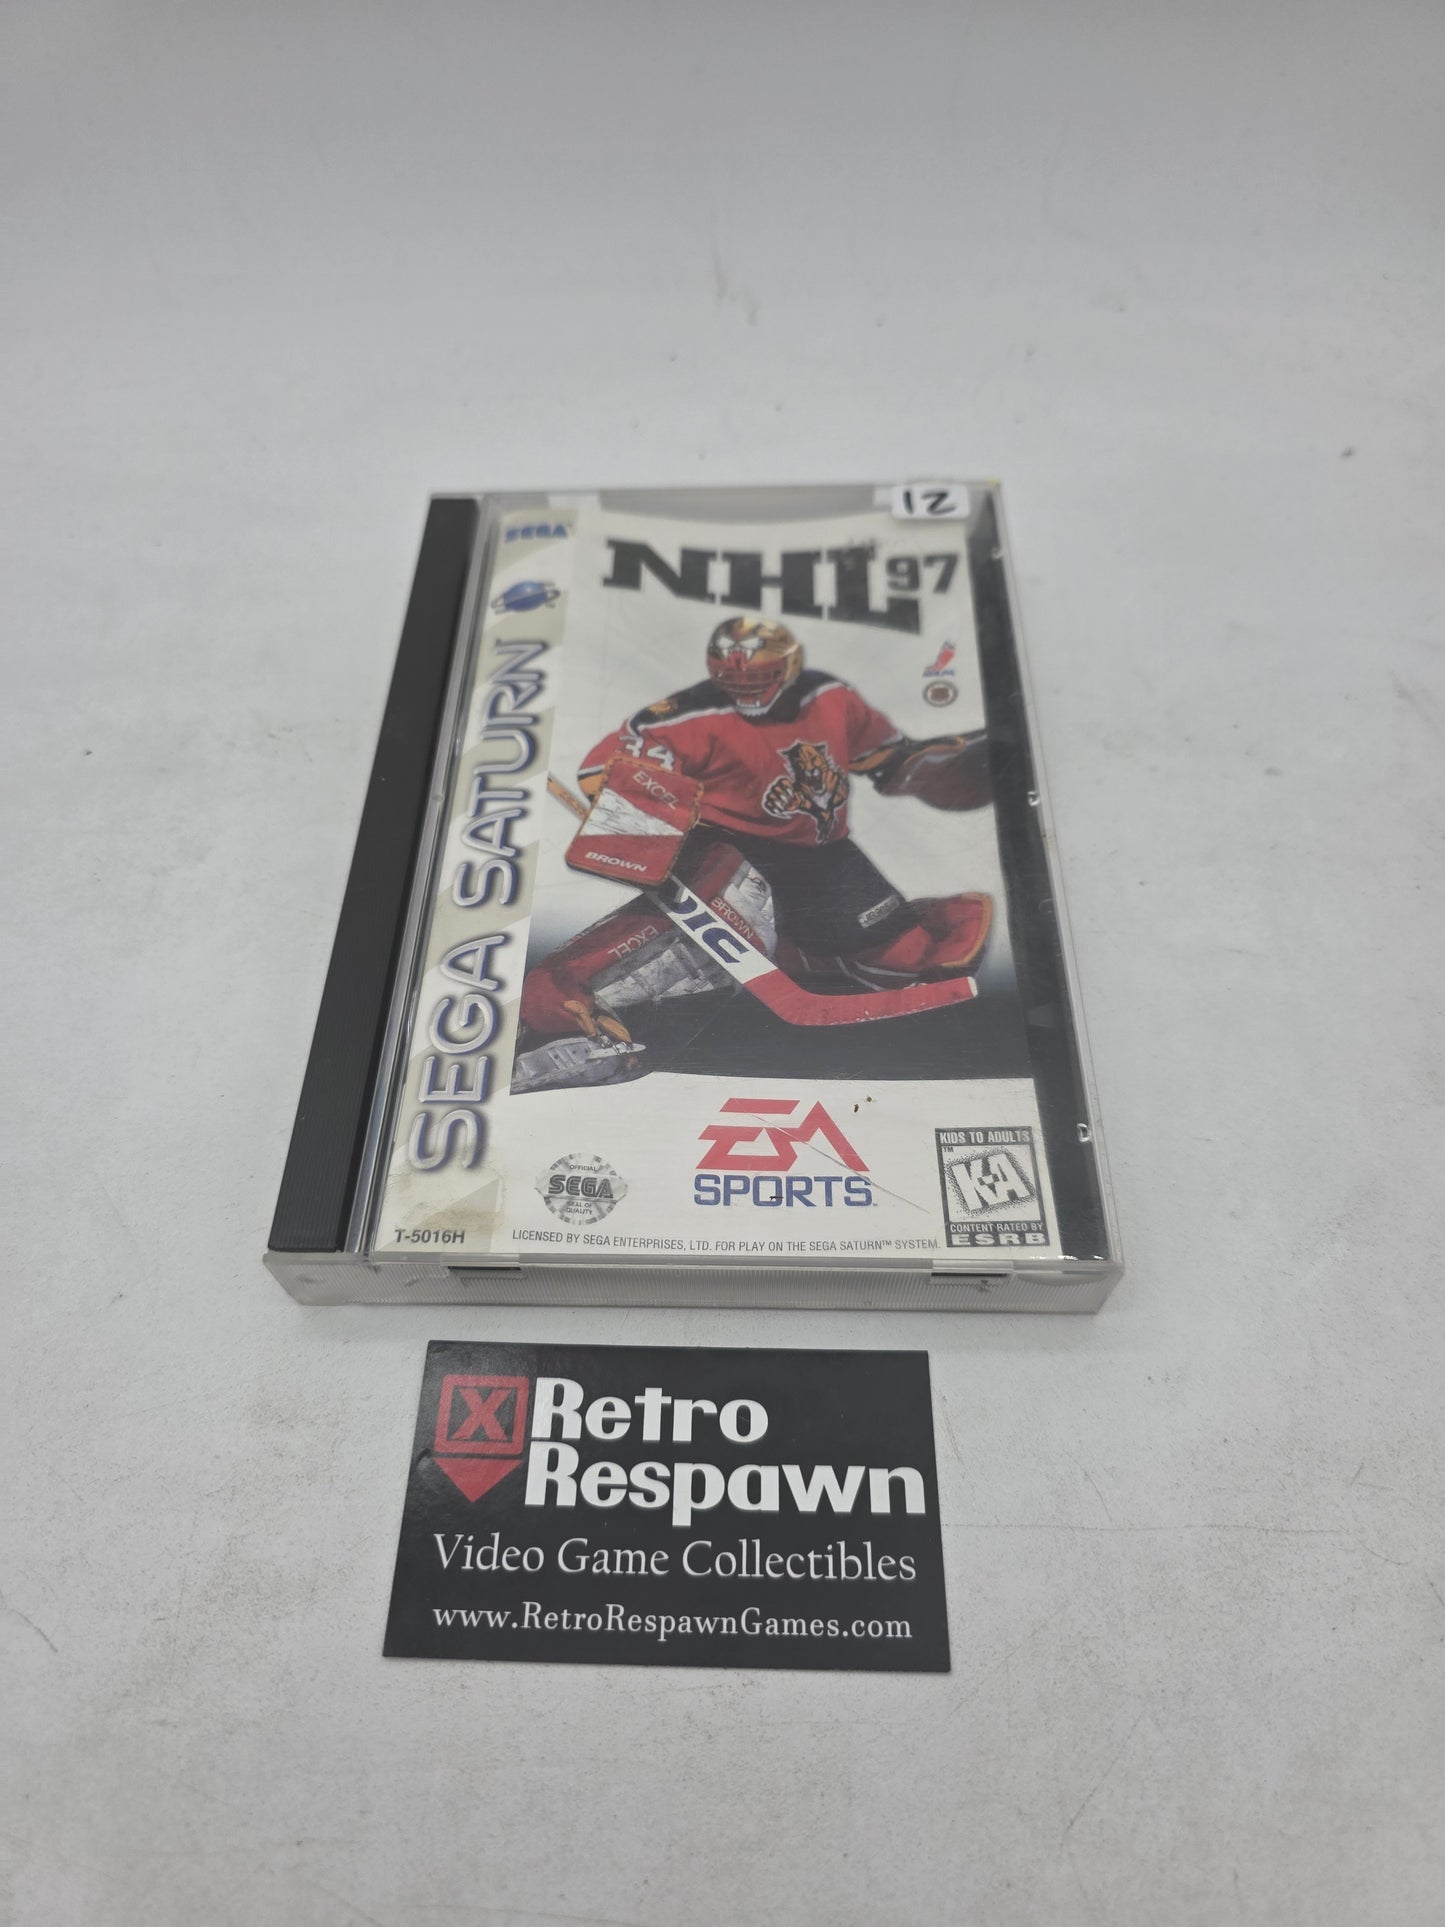 12
SEGA
NHL 97
SEGA SATURN
34
EXCEL
BROWN
BROWN
EXCEL
EA
SPORTS™
OFFICIAL
SEGA
SEAL OF
QUALITY
KIDS TO ADULTS
™
K-A
CONTENT RATED BY
ESRB
T-5016H
LICENSED BY SEGA ENTERPRISES, LTD. FOR PLAY ON THE SEGA SATURN™ SYSTEM.
X
Retro
Respawn
Video Game Collectibles
www.RetroRespawnGames.com